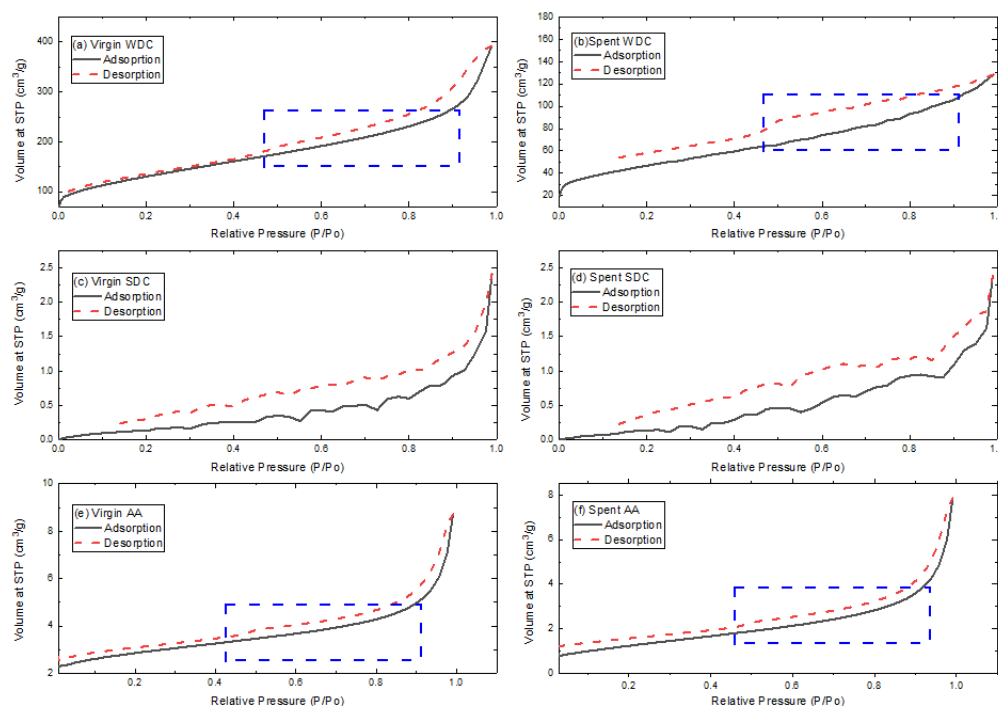 (a) Virgin WDC
Adsorption
Desorption
Volume at STP (cm³/g)
400
300
200
100
0.0 0.2 0.4 0.6 0.8 1.0
Relative Pressure (P/Po)
(b)Spent WDC
Adsorption
Desorption
Volume at STP (cm³/g)
180
160
140
120
100
80
60
40
20
0.0 0.2 0.4 0.6 0.8 1.0
Relative Pressure (P/Po)
(c) Virgin SDC
Adsorption
Desorption
Volume at STP (cm³/g)
2.5
2.0
1.5
1.0
0.5
0.0
0.0 0.2 0.4 0.6 0.8 1.0
Relative Pressure (P/Po)
(d) Spent SDC
Adsorption
Desorption
Volume at STP (cm³/g)
2.5
2.0
1.5
1.0
0.5
0.0
0.0 0.2 0.4 0.6 0.8 1.
Relative Pressure (P/Po)
(e) Virgin AA
Adsorption
Desorption
Volume at STP (cm³/g)
10
8
6
4
2
0.2 0.4 0.6 0.8 1.0
Relative Pressure (P/Po)
(f) Spent AA
Adsorption
Desorption
Volume at STP (cm³/g)
8
6
4
2
0
0.2 0.4 0.6 0.8 1.0
Relative Pressure (P/Po)